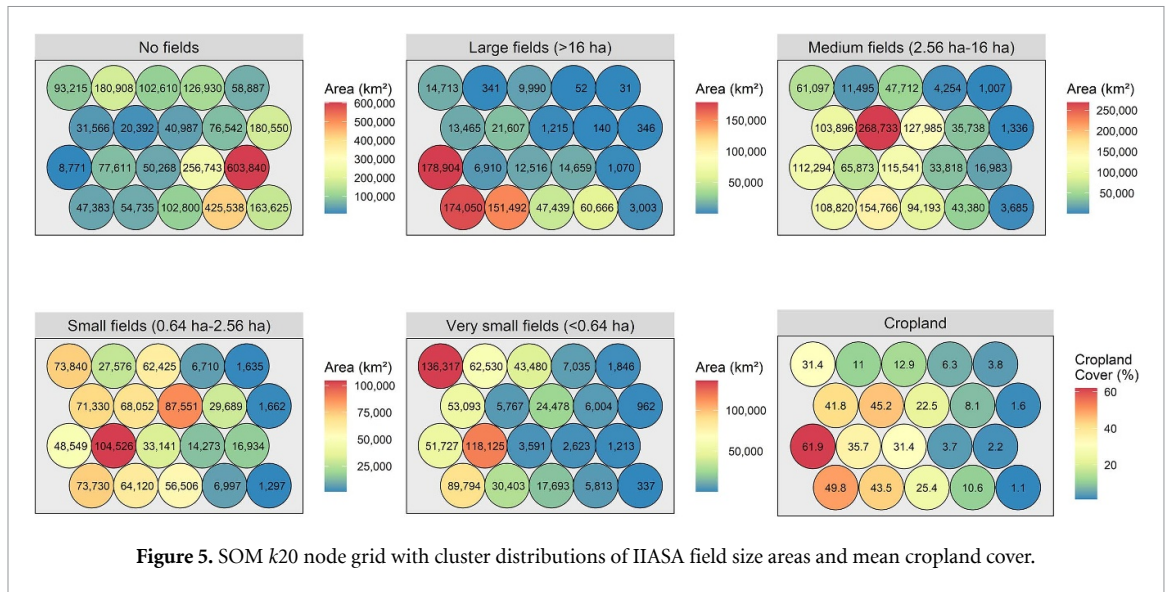 No fields
93,215 180,908 102,610 126,930 58,887
31,566 20,392 40,987 76,542 180,550
8,771 77,611 50,268 256,743 603,840
47,383 54,735 102,800 425,538 163,625
Area (km²)
600,000
500,000
400,000
300,000
200,000
100,000
Large fields (>16 ha)
14,713 341 9,990 52 31
13,465 21,607 1,215 140 346
178,904 6,910 12,516 14,659 1,070
174,050 151,492 47,439 60,666 3,003
Area (km²)
150,000
100,000
50,000
Medium fields (2.56 ha-16 ha)
61,097 11,495 47,712 4,254 1,007
103,896 268,733 127,985 35,738 1,336
112,294 65,873 115,541 33,818 16,983
108,820 154,766 94,193 43,380 3,685
Area (km²)
250,000
200,000
150,000
100,000
50,000
Small fields (0.64 ha-2.56 ha)
73,840 27,576 62,425 6,710 1,635
71,330 68,052 87,551 29,689 1,662
48,549 104,526 33,141 14,273 16,934
73,730 64,120 56,506 6,997 1,297
Area (km²)
100,000
75,000
50,000
25,000
Very small fields (<0.64 ha)
136,317 62,530 43,480 7,035 1,846
53,093 5,767 24,478 6,004 962
51,727 118,125 3,591 2,623 1,213
89,794 30,403 17,693 5,813 337
Area (km²)
100,000
50,000
Cropland
31.4 11 12.9 6.3 3.8
41.8 45.2 22.5 8.1 1.6
61.9 35.7 31.4 3.7 2.2
49.8 43.5 25.4 10.6 1.1
Cropland
Cover (%)
60
40
20
Figure 5. SOM k20 node grid with cluster distributions of IIASA field size areas and mean cropland cover.